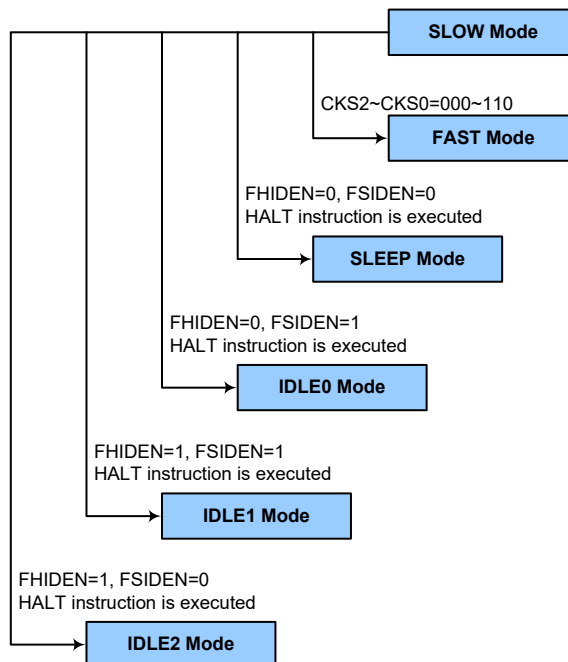 SLOW Mode
CKS2~CKS0=000~110
FAST Mode
FHIDEN=0, FSIDEN=0
HALT instruction is executed
SLEEP Mode
FHIDEN=0, FSIDEN=1
HALT instruction is executed
IDLE0 Mode
FHIDEN=1, FSIDEN=1
HALT instruction is executed
IDLE1 Mode
FHIDEN=1, FSIDEN=0
HALT instruction is executed
IDLE2 Mode